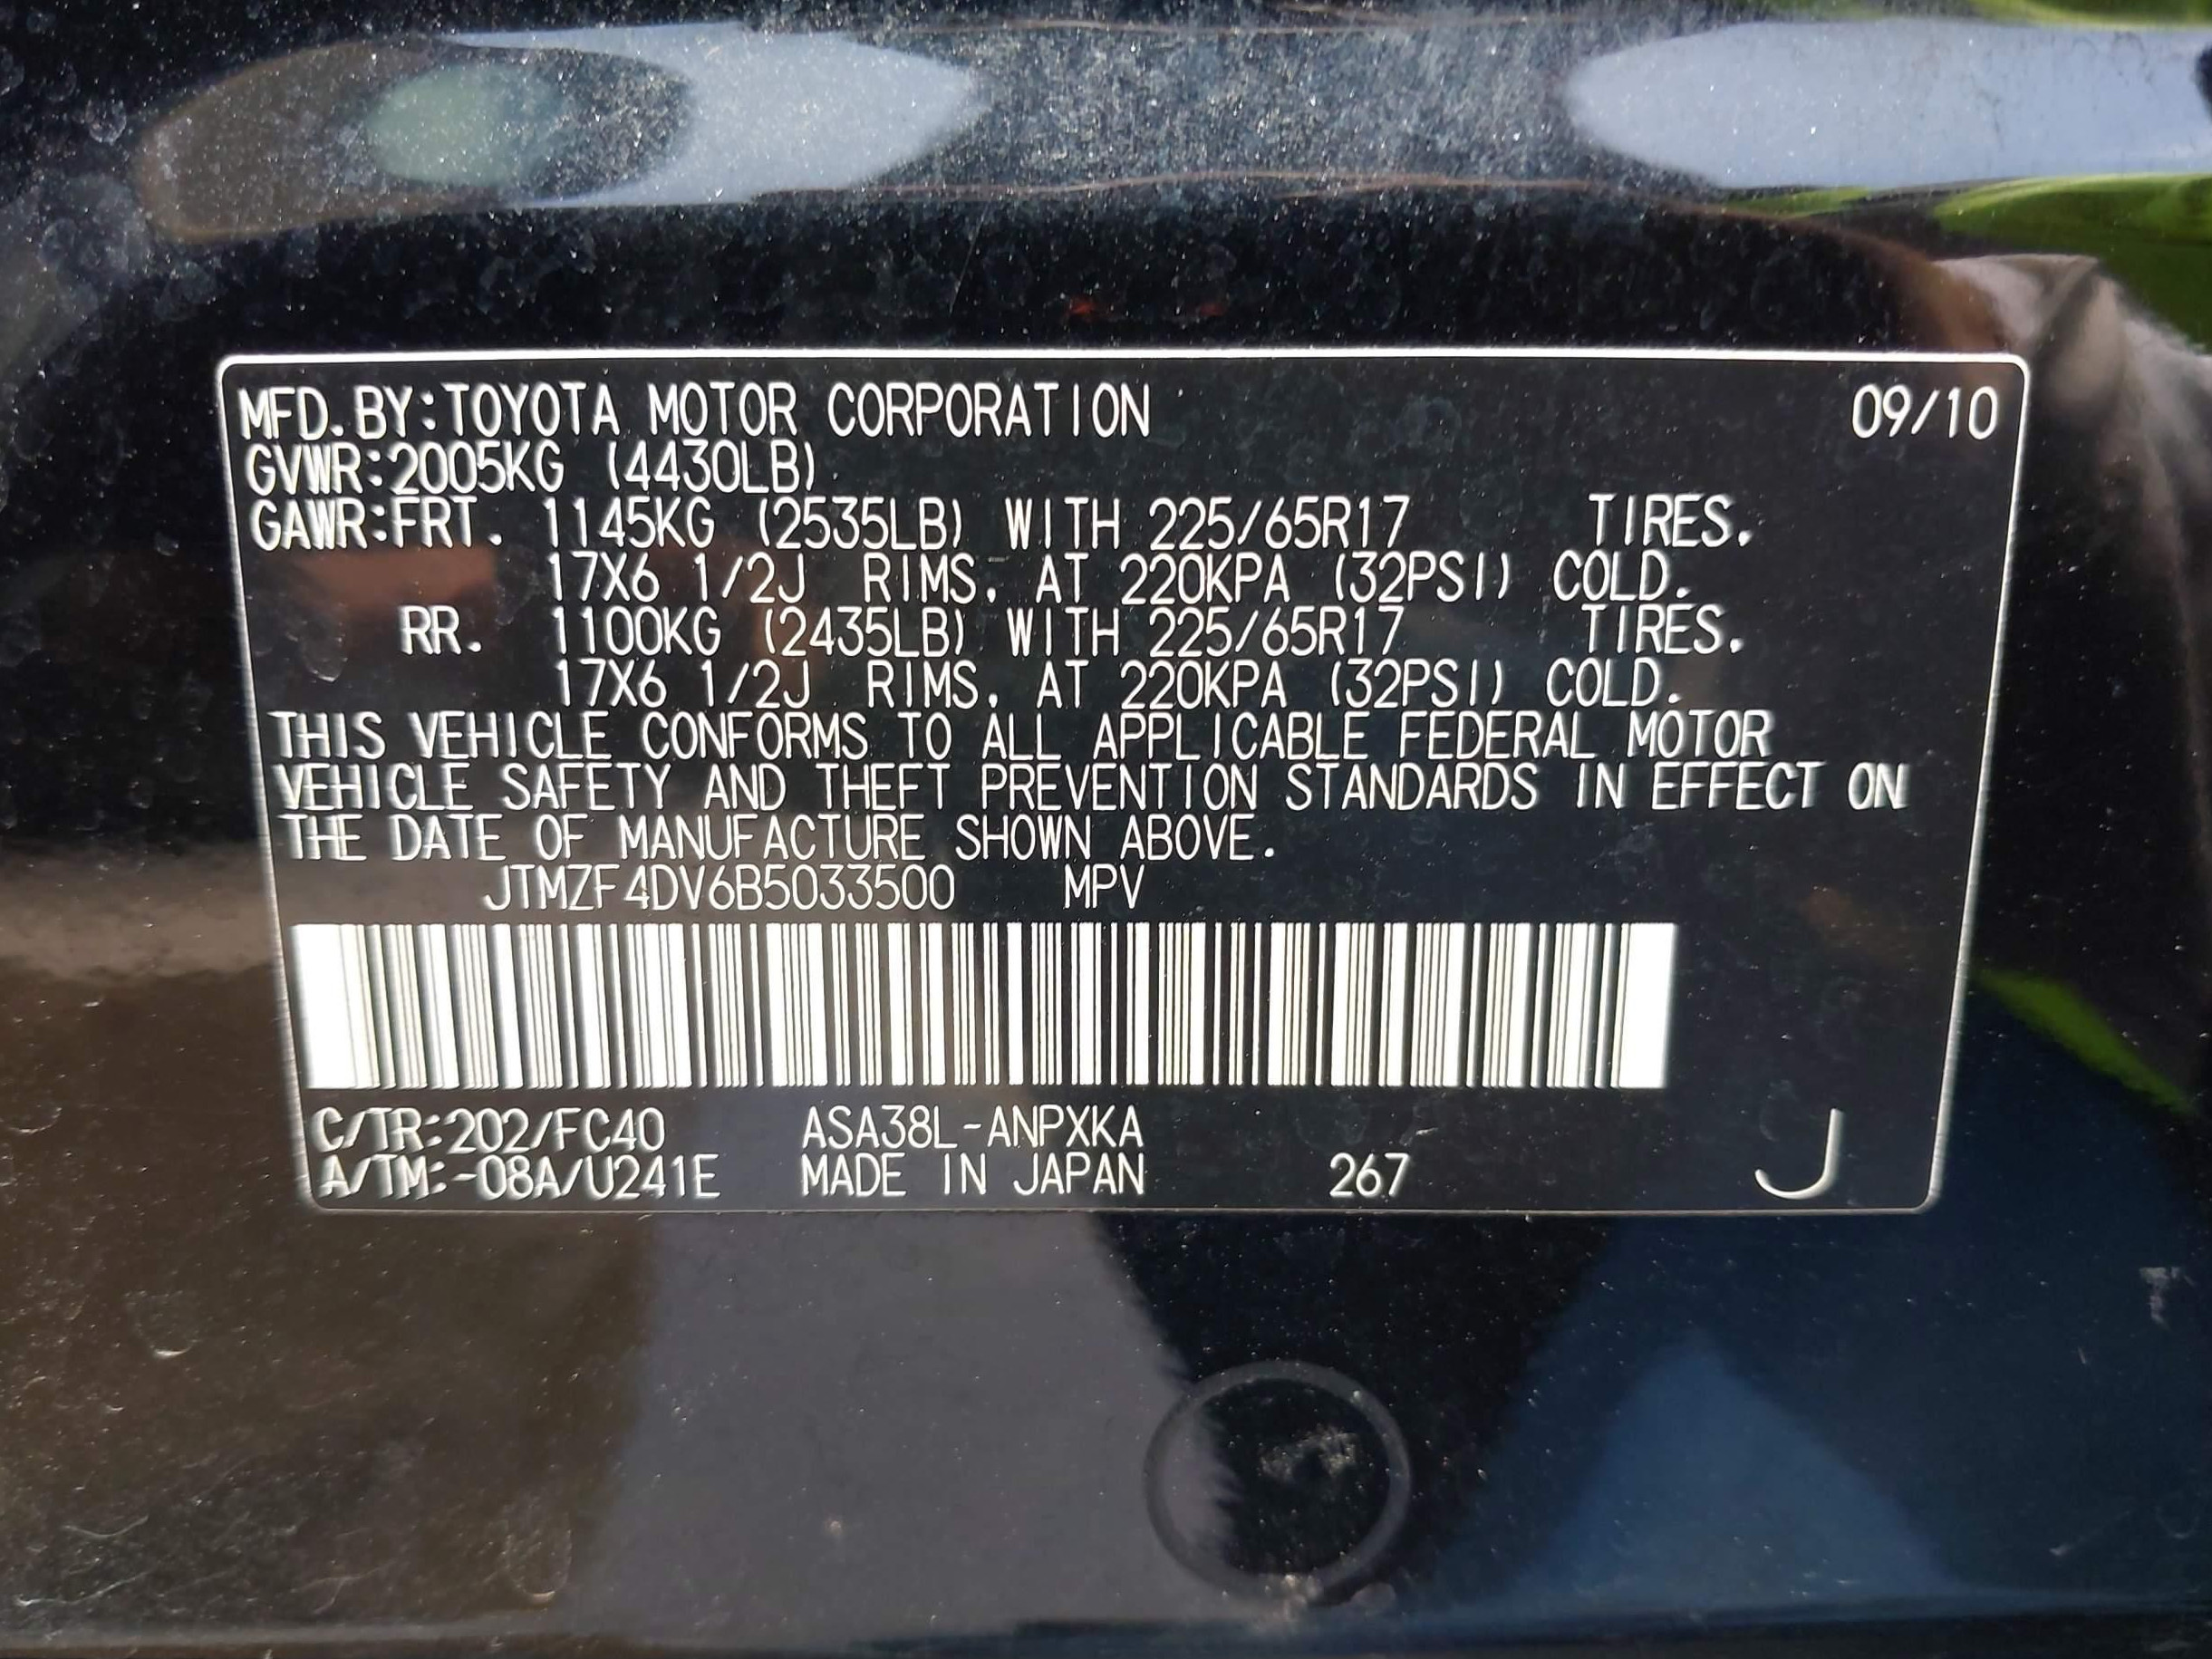 MFD.BY:TOYOTA MOTOR CORPORATION 09/10
GVWR:2005KG (4430LB)
GAWR:FRT. 1145KG (2535LB) WITH 225/65R17 TIRES.
17X6 1/2J RIMS, AT 220KPA (32PSI) COLD.
RR. 1100KG (2435LB) WITH 225/65R17 TIRES.
17X6 1/2J RIMS, AT 220KPA (32PSI) COLD.
THIS VEHICLE CONFORMS TO ALL APPLICABLE FEDERAL MOTOR
VEHICLE SAFETY AND THEFT PREVENTION STANDARDS IN EFFECT ON
THE DATE OF MANUFACTURE SHOWN ABOVE.
JTMZF4DV6B5033500 MPV
C/TR:202/FC40 ASA38L-ANPXKA
A/TM:-08A/U241E MADE IN JAPAN 267 J